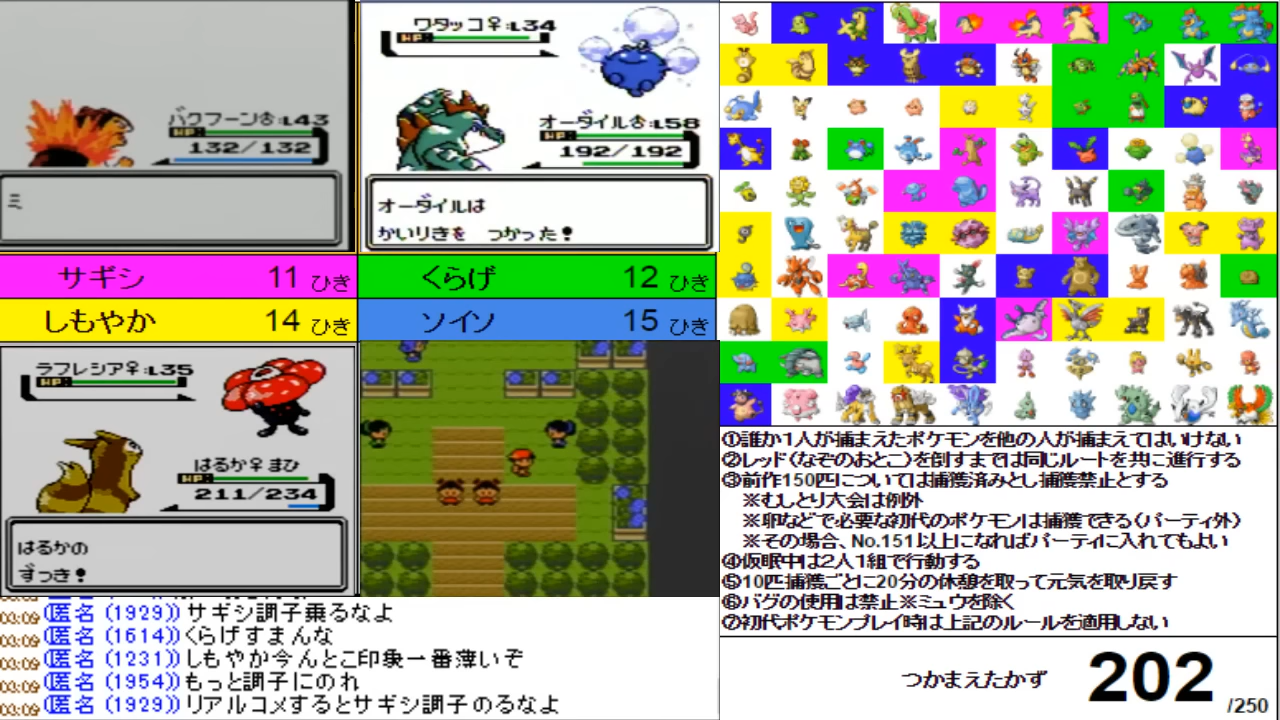 バクフーン♂:L43
HP
132/132
ミ
ワタッコ♀:L34
HP
オーダイル♂:L58
HP
192/192
オーダイルは
かいりきを つかった!
サギシ 11 ひき
くらげ 12 ひき
しもやか 14 ひき
ソイソ 15 ひき
ラフレシア♀:L35
HP
はるか♀まひ
HP
211/234
はるかの
ずつき!
03:09 (匿名 (1929)) サギシ調子乗るなよ
03:09 (匿名 (1614)) くらげすまんな
03:09 (匿名 (1231)) しもやか今んとこ印象一番薄いぞ
03:09 (匿名 (1954)) もっと調子にのれ
03:09 (匿名 (1929)) リアルコメするとサギシ調子のるなよ
①誰か1人が捕まえたポケモンを他の人が捕まえてはいけない
②レッド(なぞのおとこ)を倒すまでは同じルートを共に進行する
③前作150匹については捕獲済みとし捕獲禁止とする
※むしとり大会は例外
※卵などで必要な初代のポケモンは捕獲できる(パーティ外)
※その場合、No.151以上になればパーティに入れてもよい
④仮眠中は2人1組で行動する
⑤10匹捕獲ごとに20分の休憩を取って元気を取り戻す
⑥バグの使用は禁止※ミュウを除く
⑦初代ポケモンプレイ時は上記のルールを適用しない
つかまえたかず 202 /250